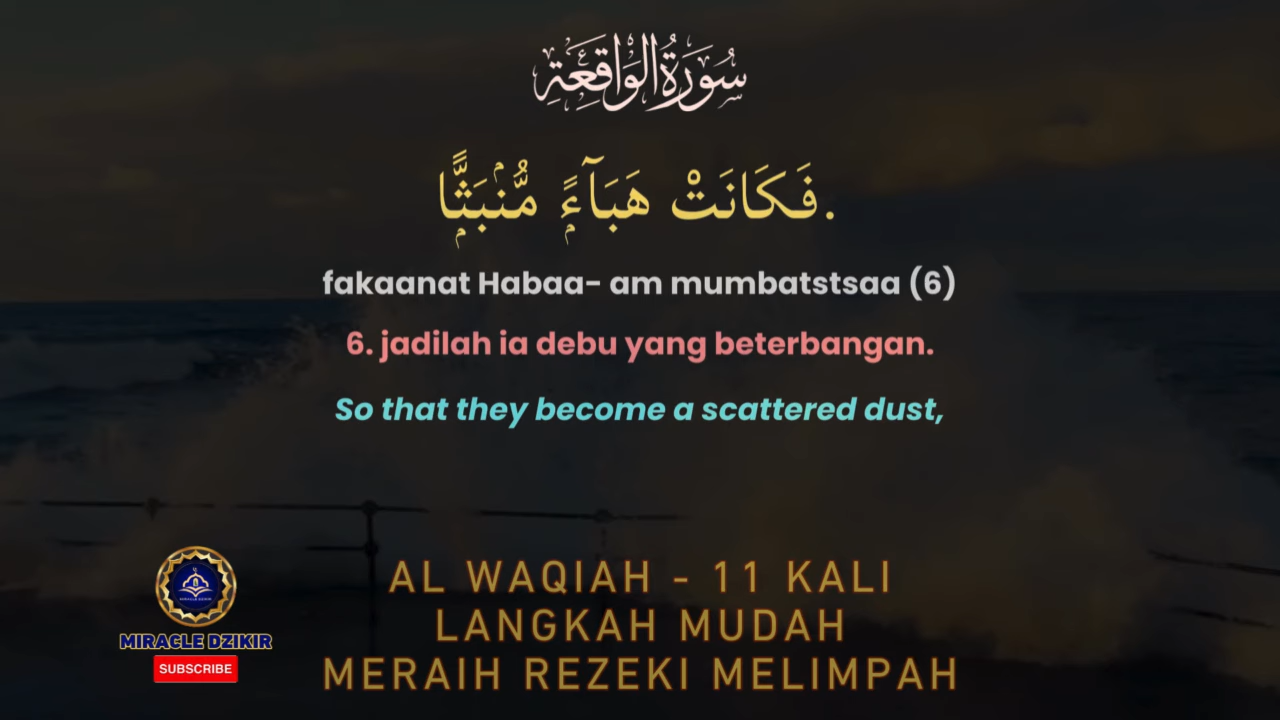 سُورَةُ الوَاقِعَةِ
فَكَانَتْ هَبَآءً مُّنْۢبَثًّا.
fakaanat Habaa- am mumbatstsaa (6)
6. jadilah ia debu yang beterbangan.
So that they become a scattered dust,
AL WAQIAH - 11 KALI
LANGKAH MUDAH
MERAIH REZEKI MELIMPAH
MIRACLE DZIKIR
SUBSCRIBE